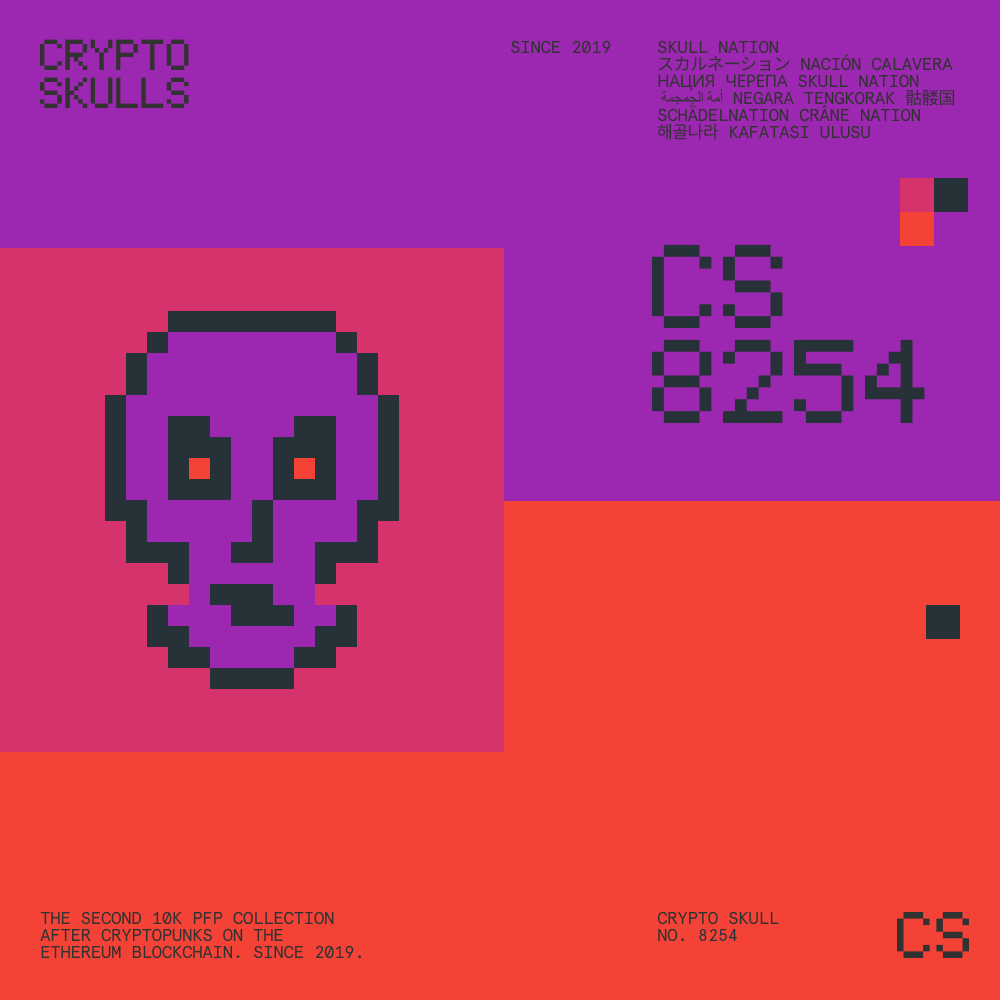 CRYPTO
SKULLS
SINCE 2019
SKULL NATION
スカルネーション NACIÓN CALAVERA
НАЦИЯ ЧЕРЕПА SKULL NATION
أمة الجمجمة NEGARA TENGKORAK 骷髅国
SCHÄDELNATION CRÂNE NATION
해골나라 KAFATASI ULUSU
CS
8254
THE SECOND 10K PFP COLLECTION
AFTER CRYPTOPUNKS ON THE
ETHEREUM BLOCKCHAIN. SINCE 2019.
CRYPTO SKULL
NO. 8254
CS